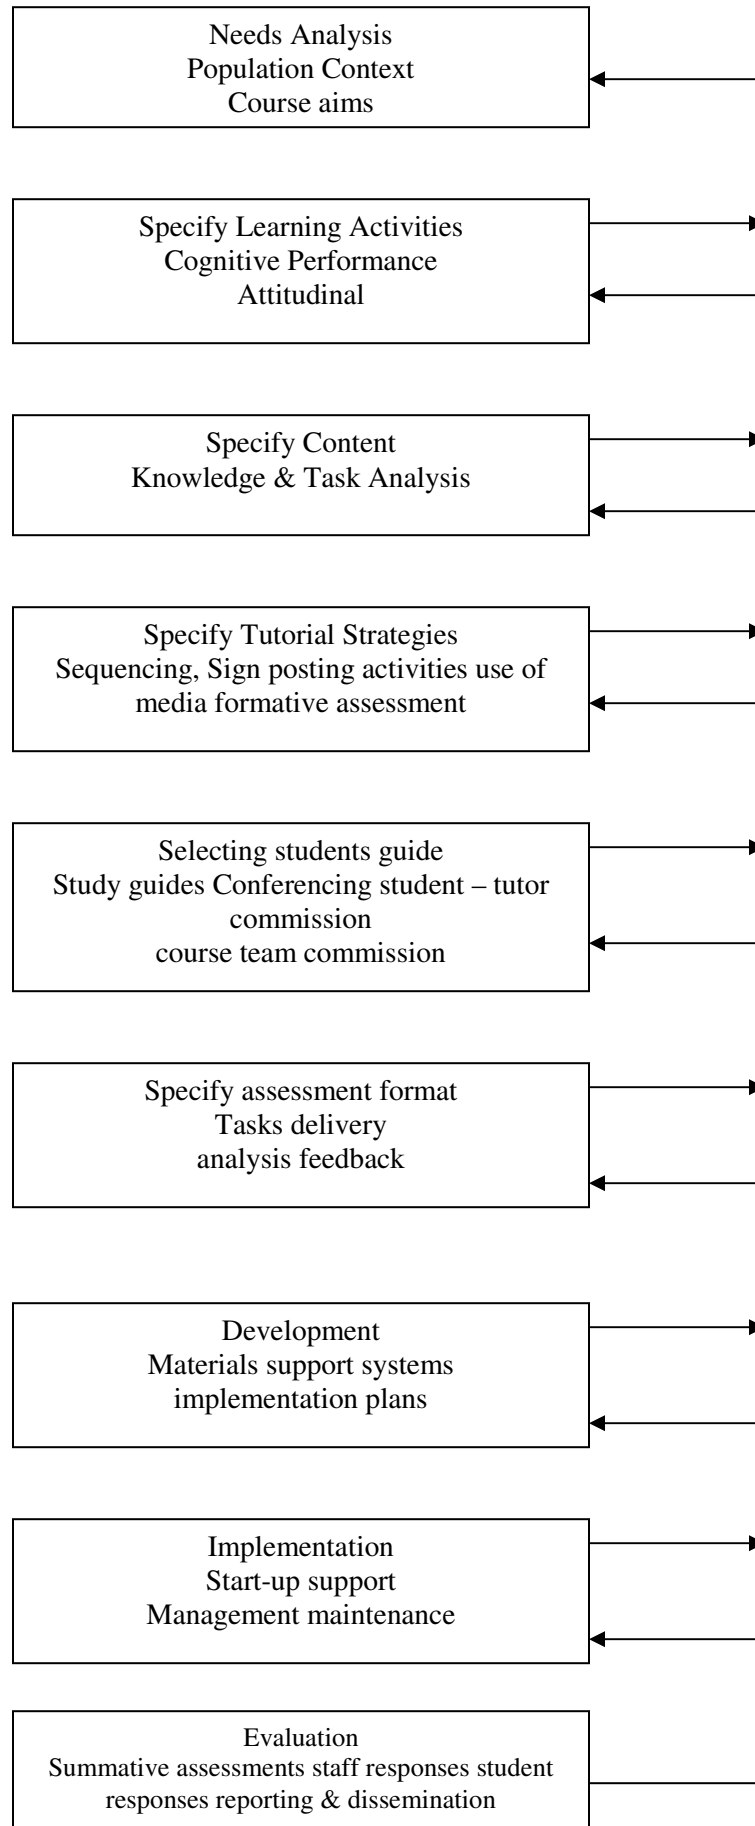 Needs Analysis
Population Context
Course aims
Specify Learning Activities
Cognitive Performance
Attitudinal
Specify Content
Knowledge & Task Analysis
Specify Tutorial Strategies
Sequencing, Sign posting activities use of
media formative assessment
Selecting students guide
Study guides Conferencing student – tutor
commission
course team commission
Specify assessment format
Tasks delivery
analysis feedback
Development
Materials support systems
implementation plans
Implementation
Start-up support
Management maintenance
Evaluation
Summative assessments staff responses student
responses reporting & dissemination